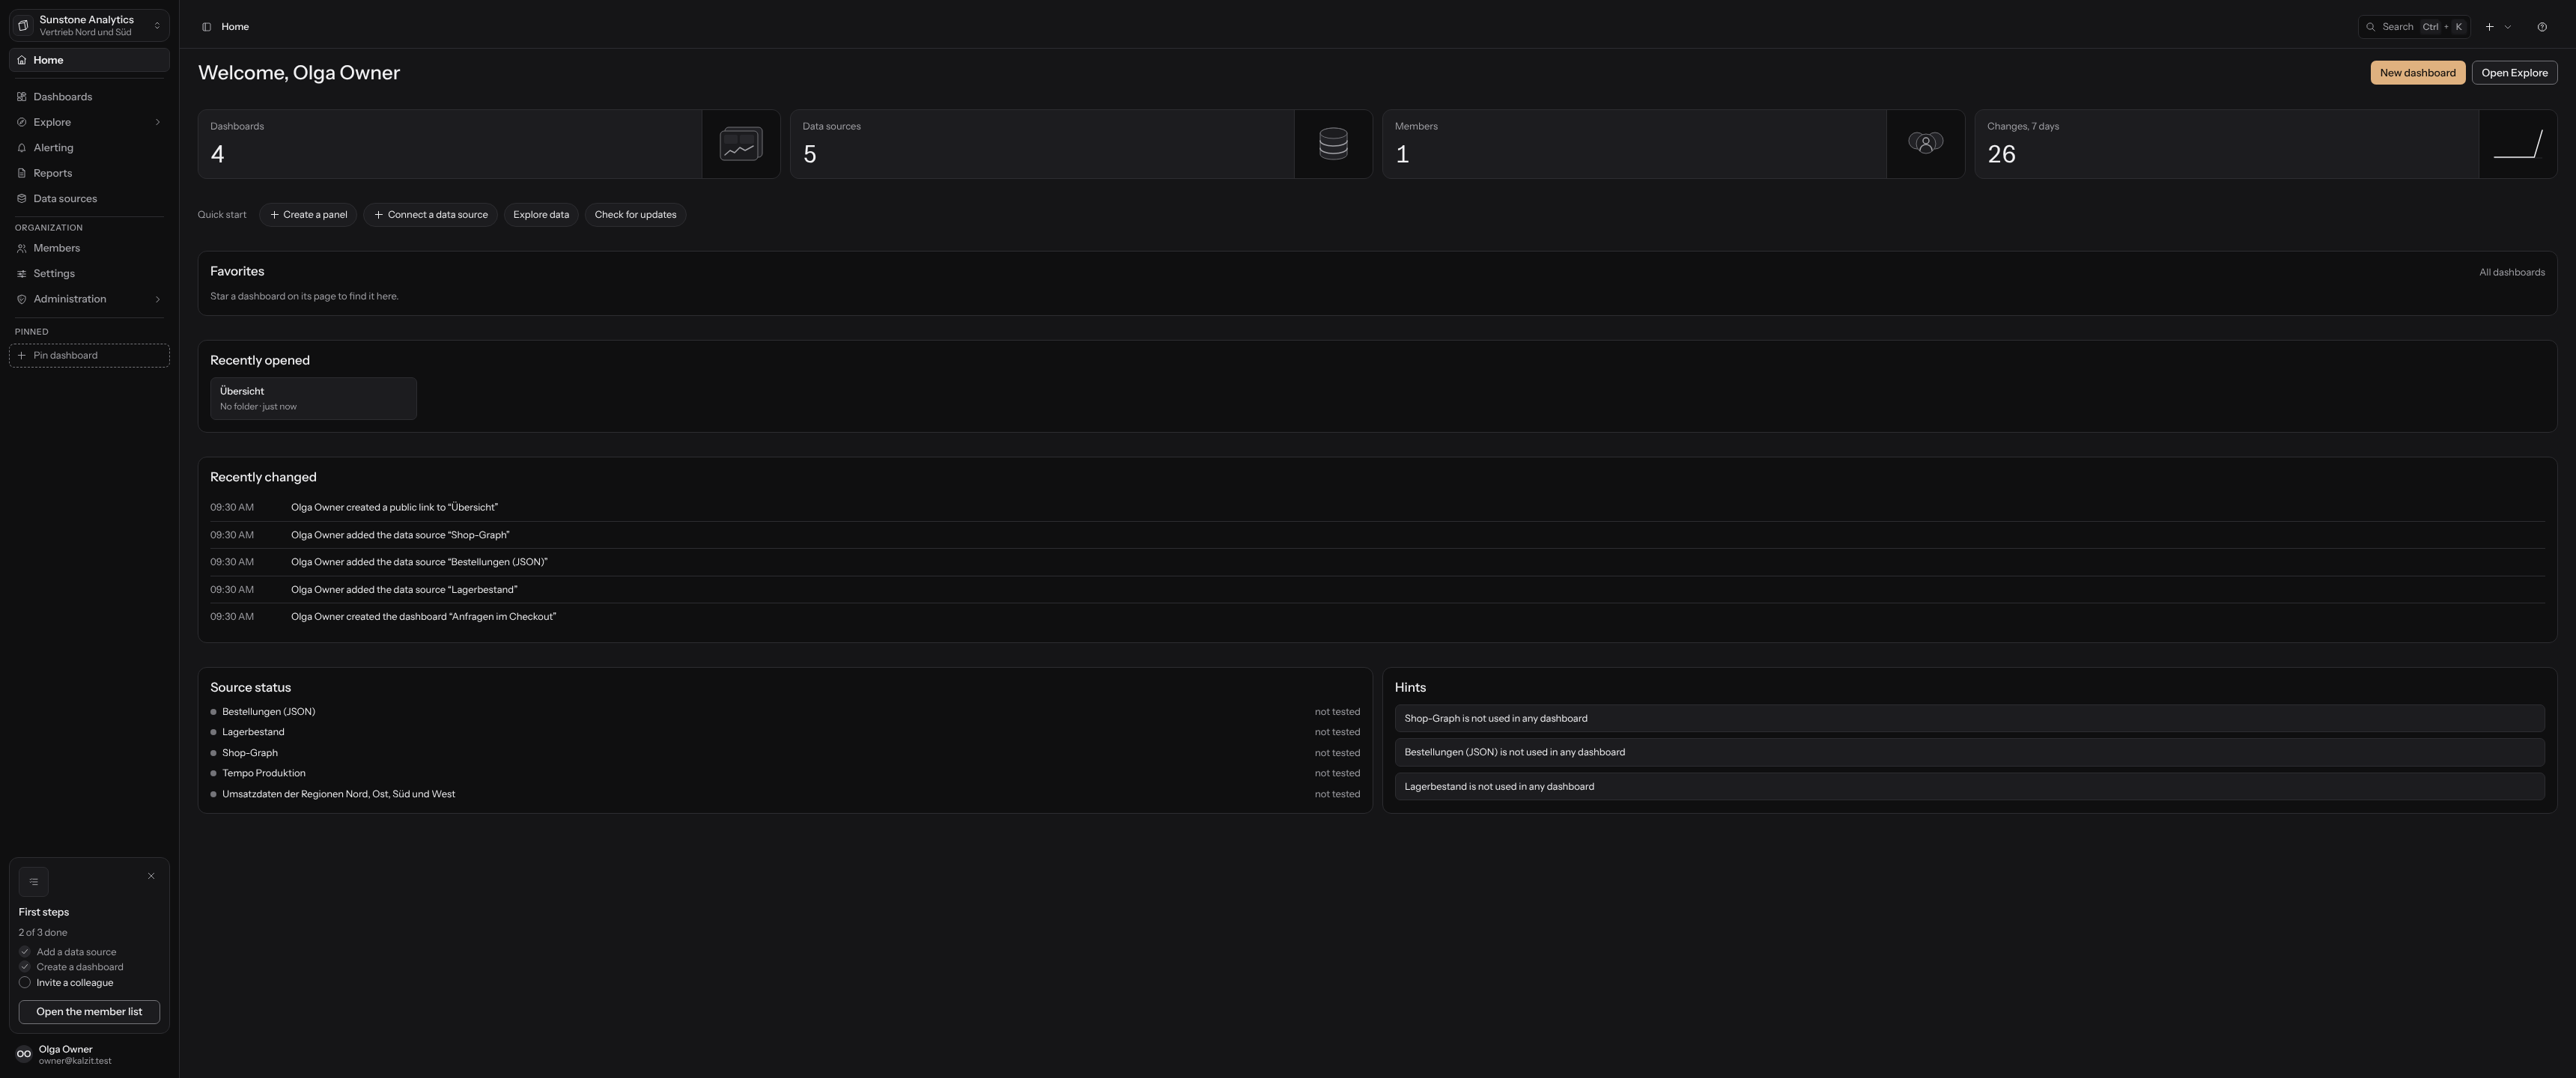 Sunstone Analytics
Vertrieb Nord und Süd
Home
Dashboards
Explore
Alerting
Reports
Data sources
ORGANIZATION
Members
Settings
Administration
PINNED
Pin dashboard
First steps
2 of 3 done
Add a data source
Create a dashboard
Invite a colleague
Open the member list
OO
Olga Owner
owner@kalzit.test
Home
Search Ctrl + K
Welcome, Olga Owner
New dashboard
Open Explore
Dashboards
4
Data sources
5
Members
1
Changes, 7 days
26
Quick start
Create a panel
Connect a data source
Explore data
Check for updates
Favorites
All dashboards
Star a dashboard on its page to find it here.
Recently opened
Übersicht
No folder · just now
Recently changed
09:30 AM Olga Owner created a public link to “Übersicht”
09:30 AM Olga Owner added the data source “Shop-Graph”
09:30 AM Olga Owner added the data source “Bestellungen (JSON)”
09:30 AM Olga Owner added the data source “Lagerbestand”
09:30 AM Olga Owner created the dashboard “Anfragen im Checkout”
Source status
Bestellungen (JSON) not tested
Lagerbestand not tested
Shop-Graph not tested
Tempo Produktion not tested
Umsatzdaten der Regionen Nord, Ost, Süd und West not tested
Hints
Shop-Graph is not used in any dashboard
Bestellungen (JSON) is not used in any dashboard
Lagerbestand is not used in any dashboard